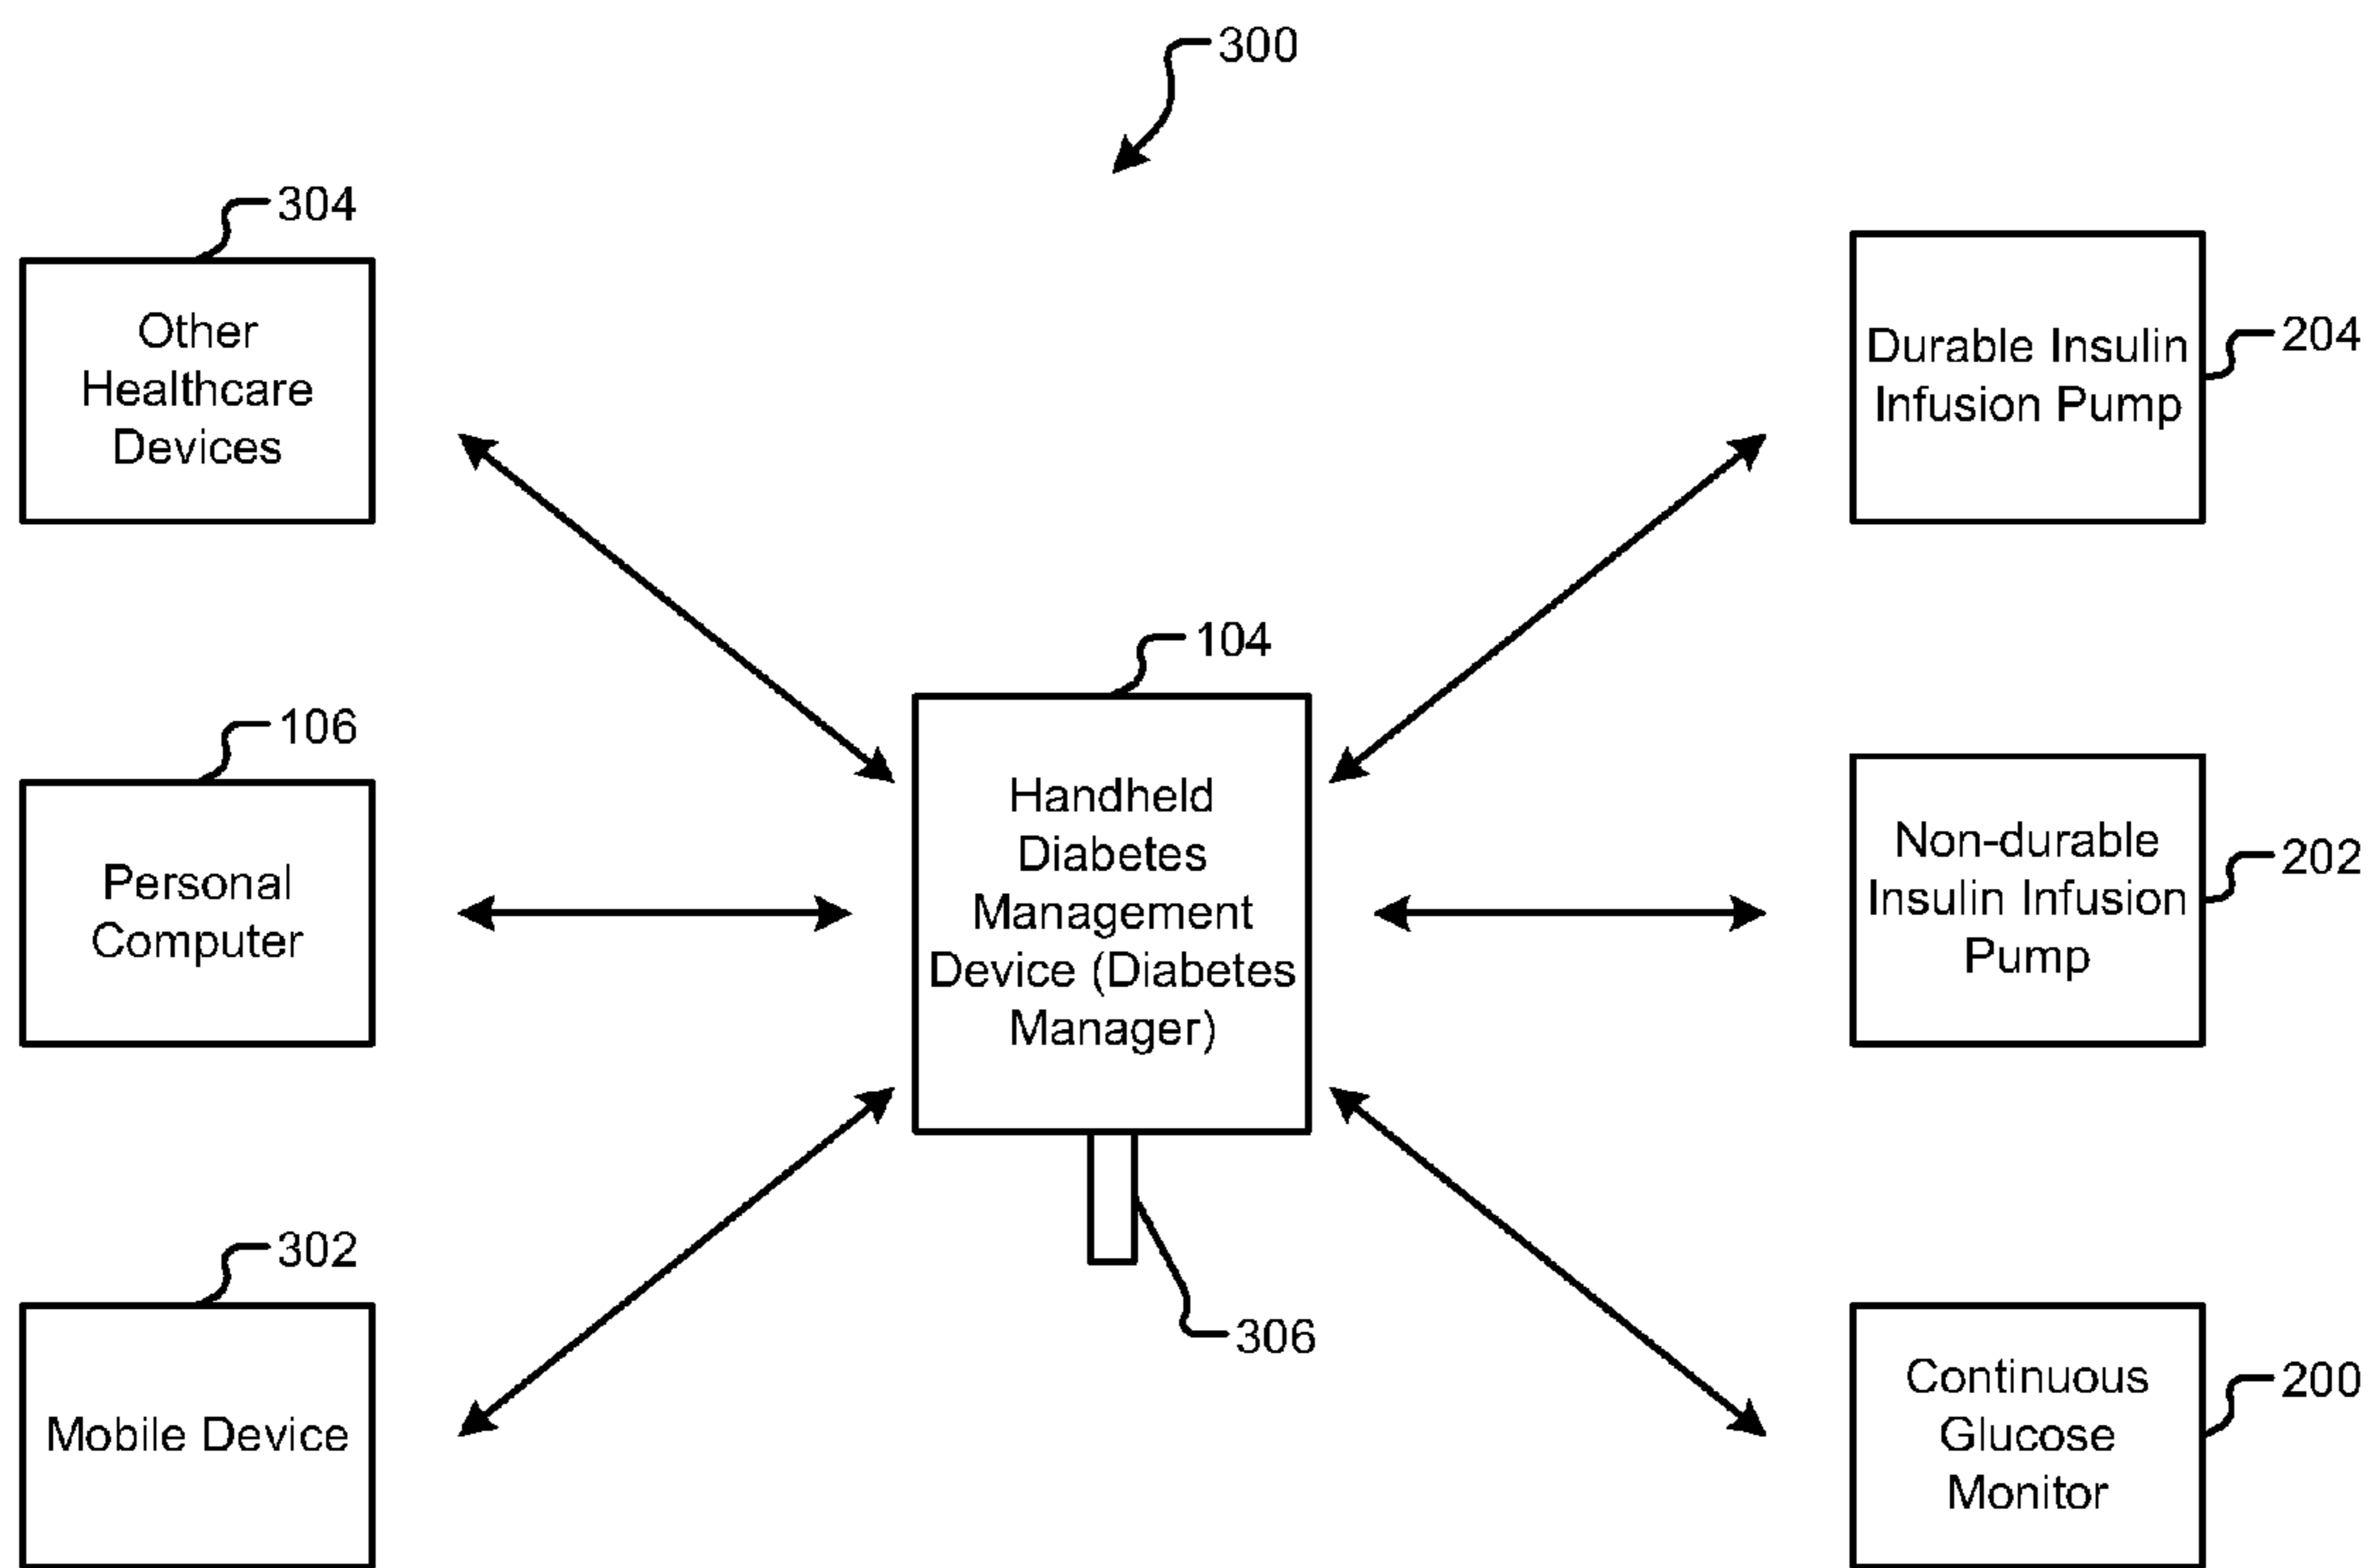 300
304
Other
Healthcare
Devices
Durable Insulin
Infusion Pump
204
104
106
Personal
Computer
Handheld
Diabetes
Management
Device (Diabetes
Manager)
Non-durable
Insulin Infusion
Pump
202
302
Mobile Device
306
Continuous
Glucose
Monitor
200